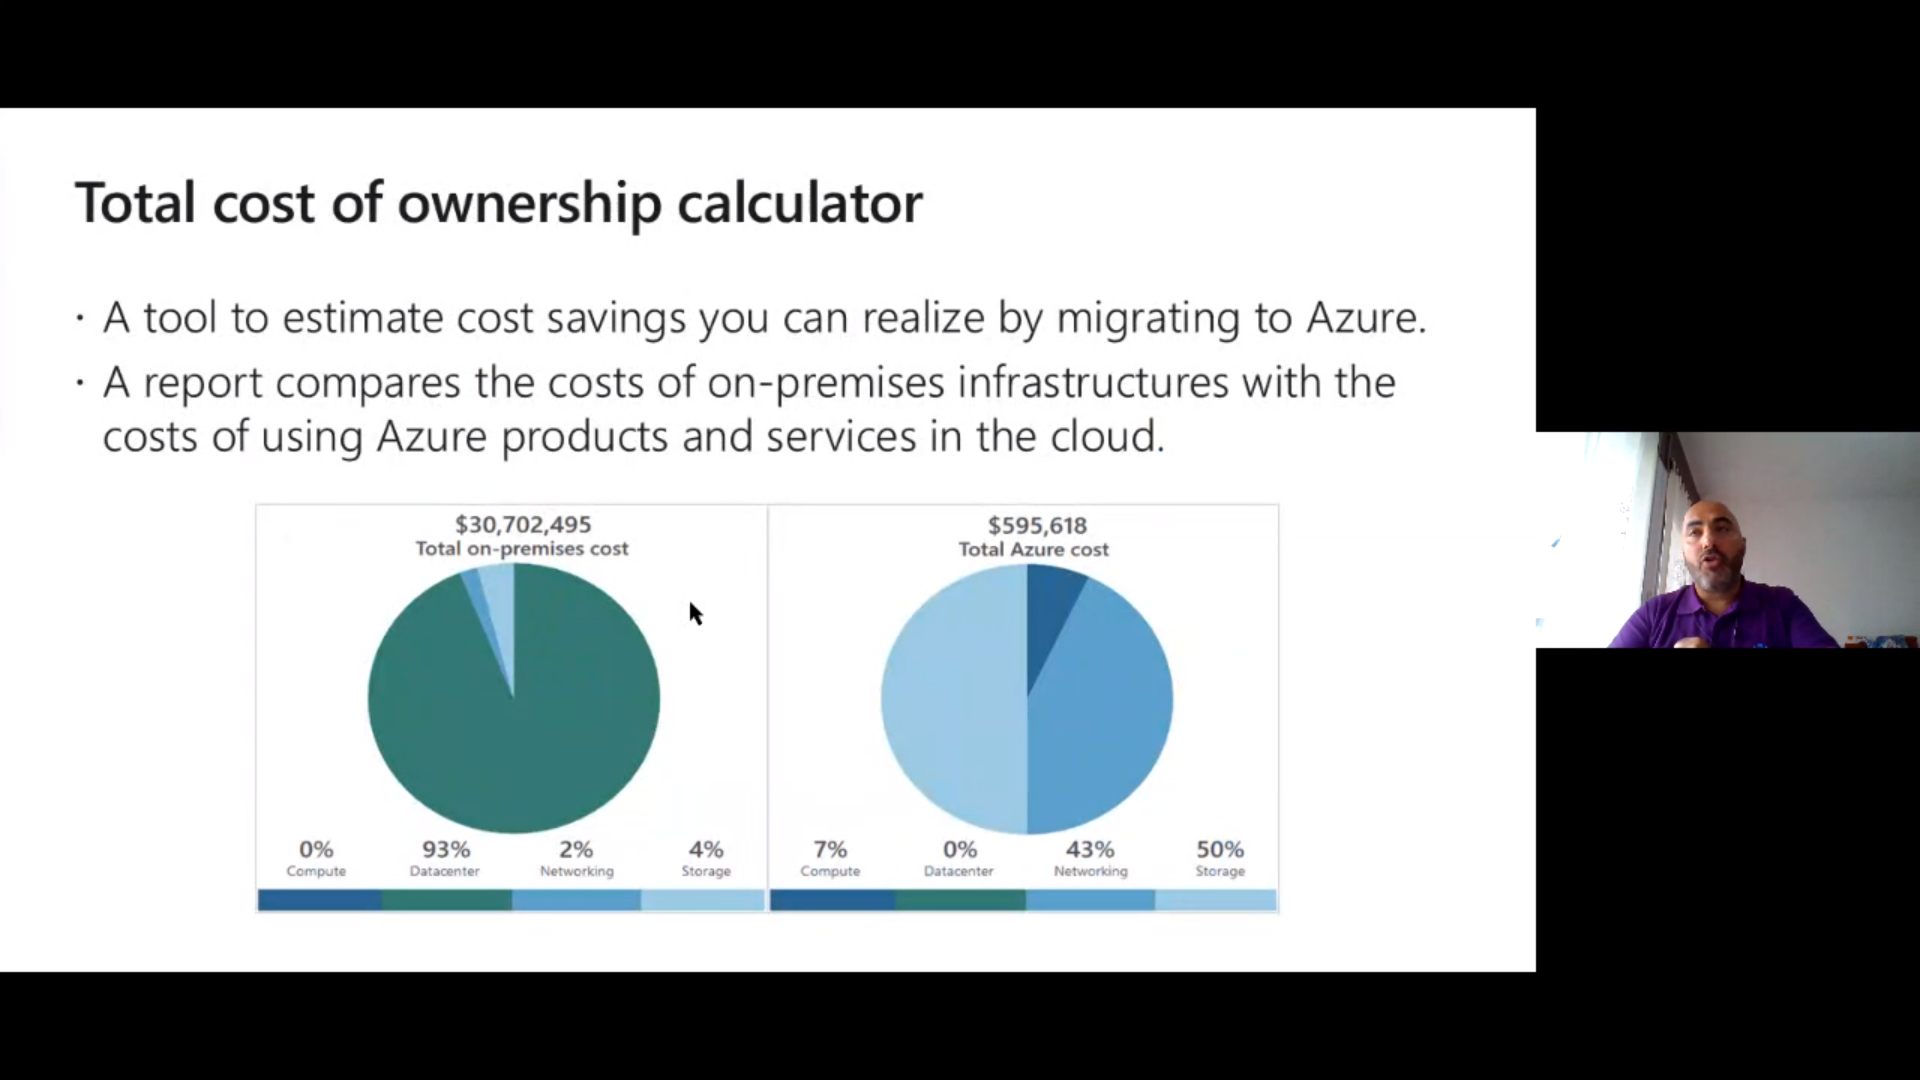 Total cost of ownership calculator
· A tool to estimate cost savings you can realize by migrating to Azure.
· A report compares the costs of on-premises infrastructures with the
costs of using Azure products and services in the cloud.
$30,702,495
Total on-premises cost
0% 93% 2% 4%
Compute Datacenter Networking Storage
$595,618
Total Azure cost
7% 0% 43% 50%
Compute Datacenter Networking Storage